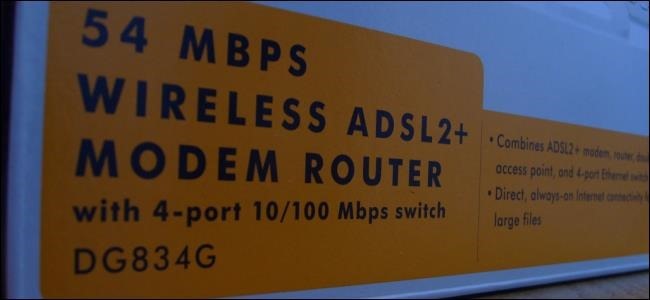 54 MBPS
WIRELESS ADSL2+
MODEM ROUTER
with 4-port 10/100 Mbps switch
DG834G
• Combines ADSL2+ modem, router,
access point, and 4-port Ethernet switch
• Direct, always-on Internet connectivity
large files